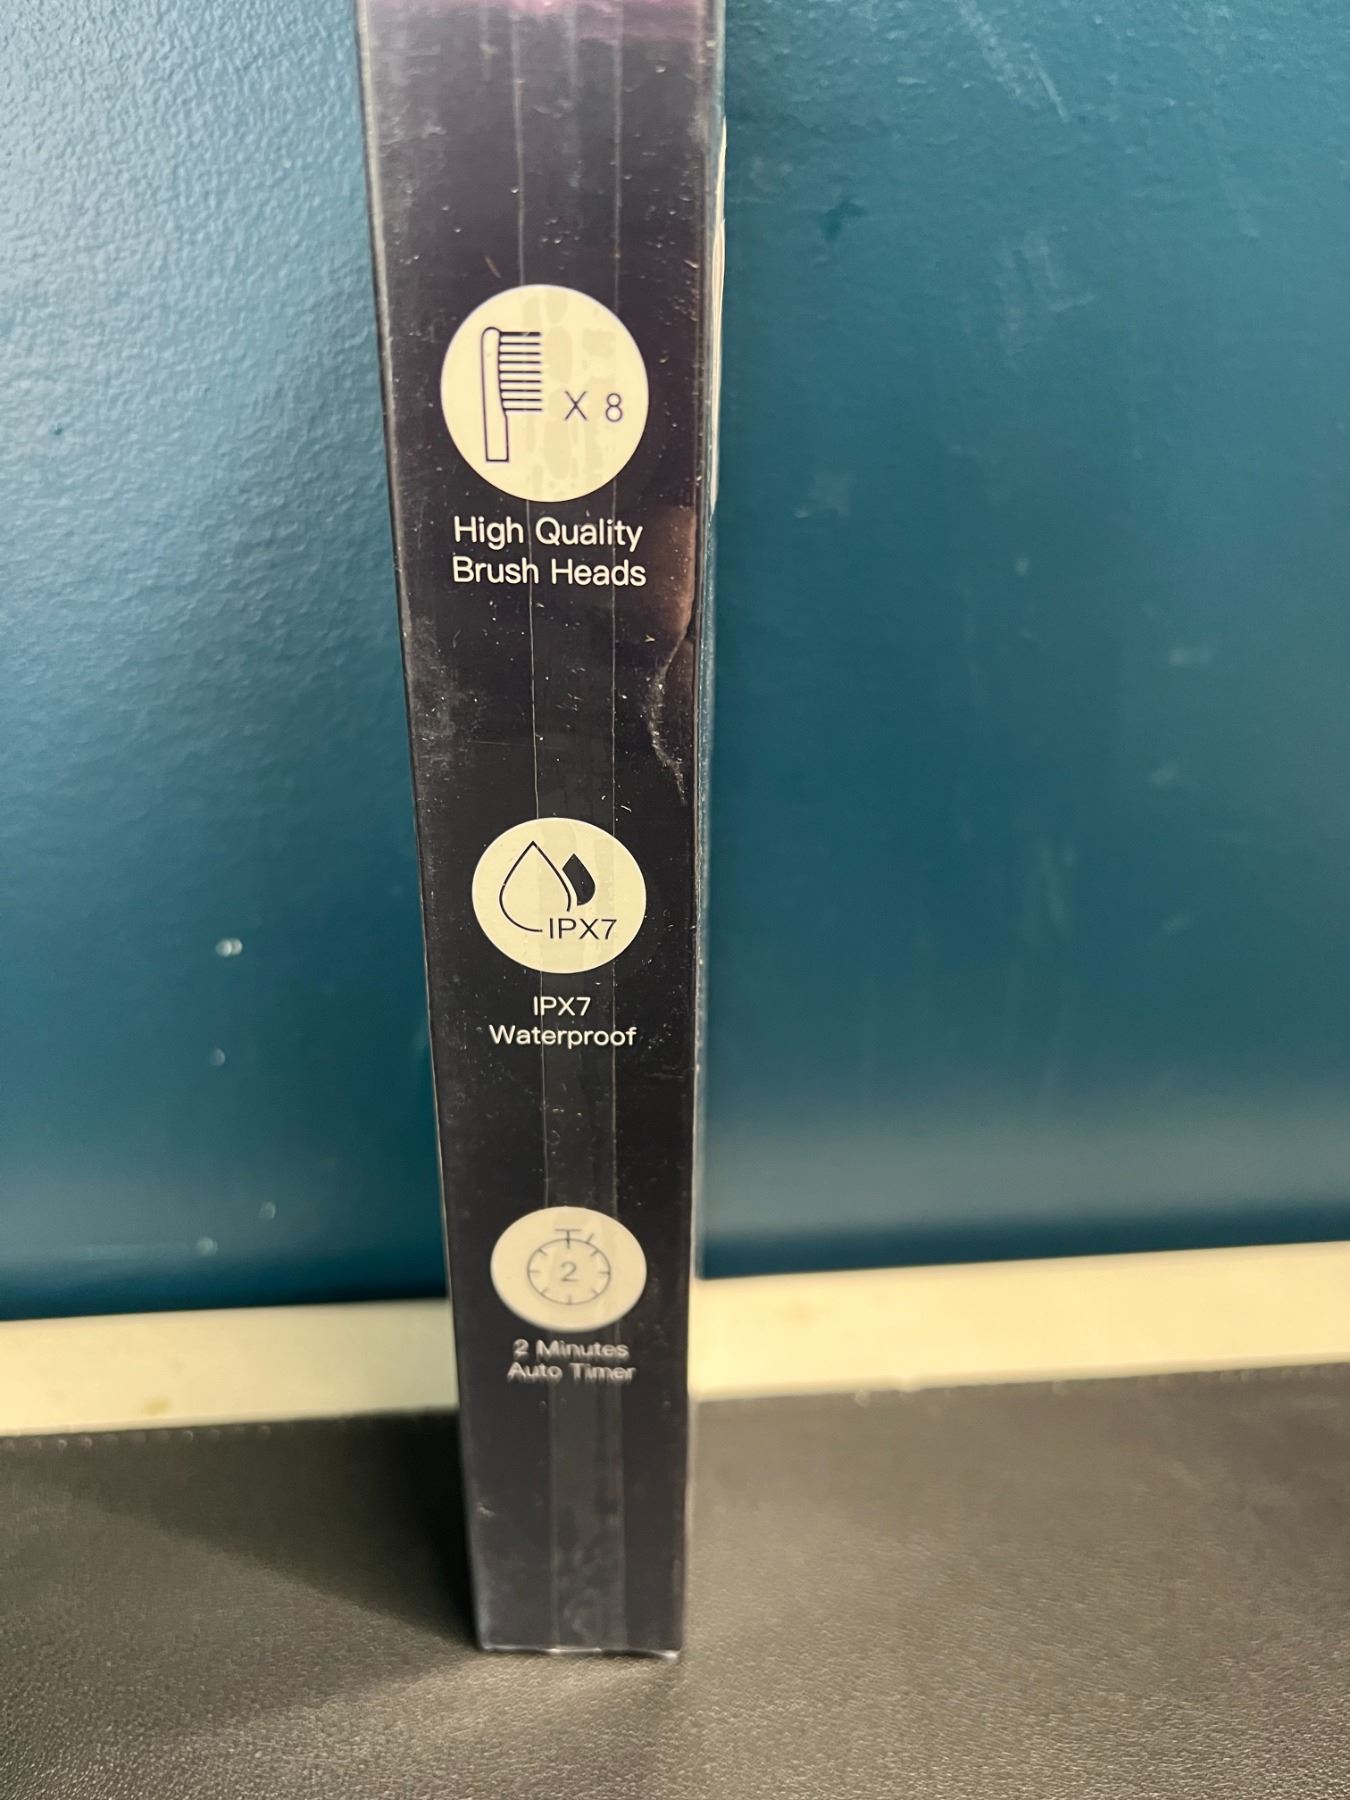 X 8
High Quality
Brush Heads
IPX7
IPX7
Waterproof
2
2 Minutes
Auto Timer